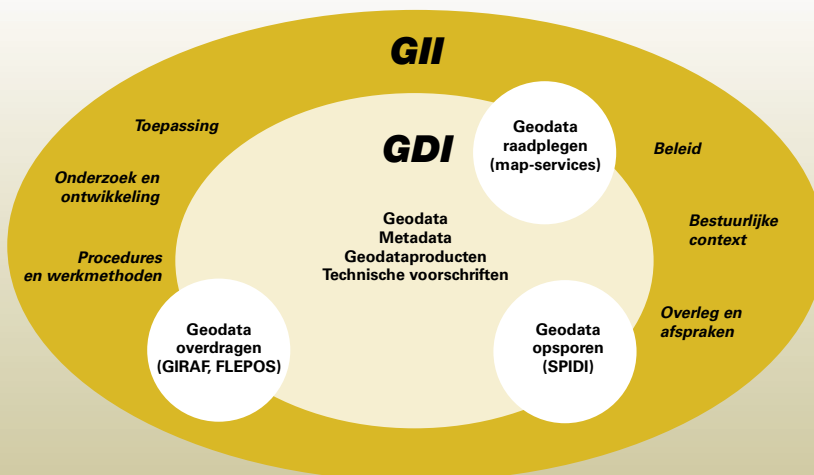 GII
Toepassing
Onderzoek en
ontwikkeling
Procedures
en werkmethoden
GDI
Geodata
Metadata
Geodataproducten
Technische voorschriften
Geodata
raadplegen
(map-services)
Beleid
Bestuurlijke
context
Overleg en
afspraken
Geodata
overdragen
(GIRAF, FLEPOS)
Geodata
opsporen
(SPIDI)